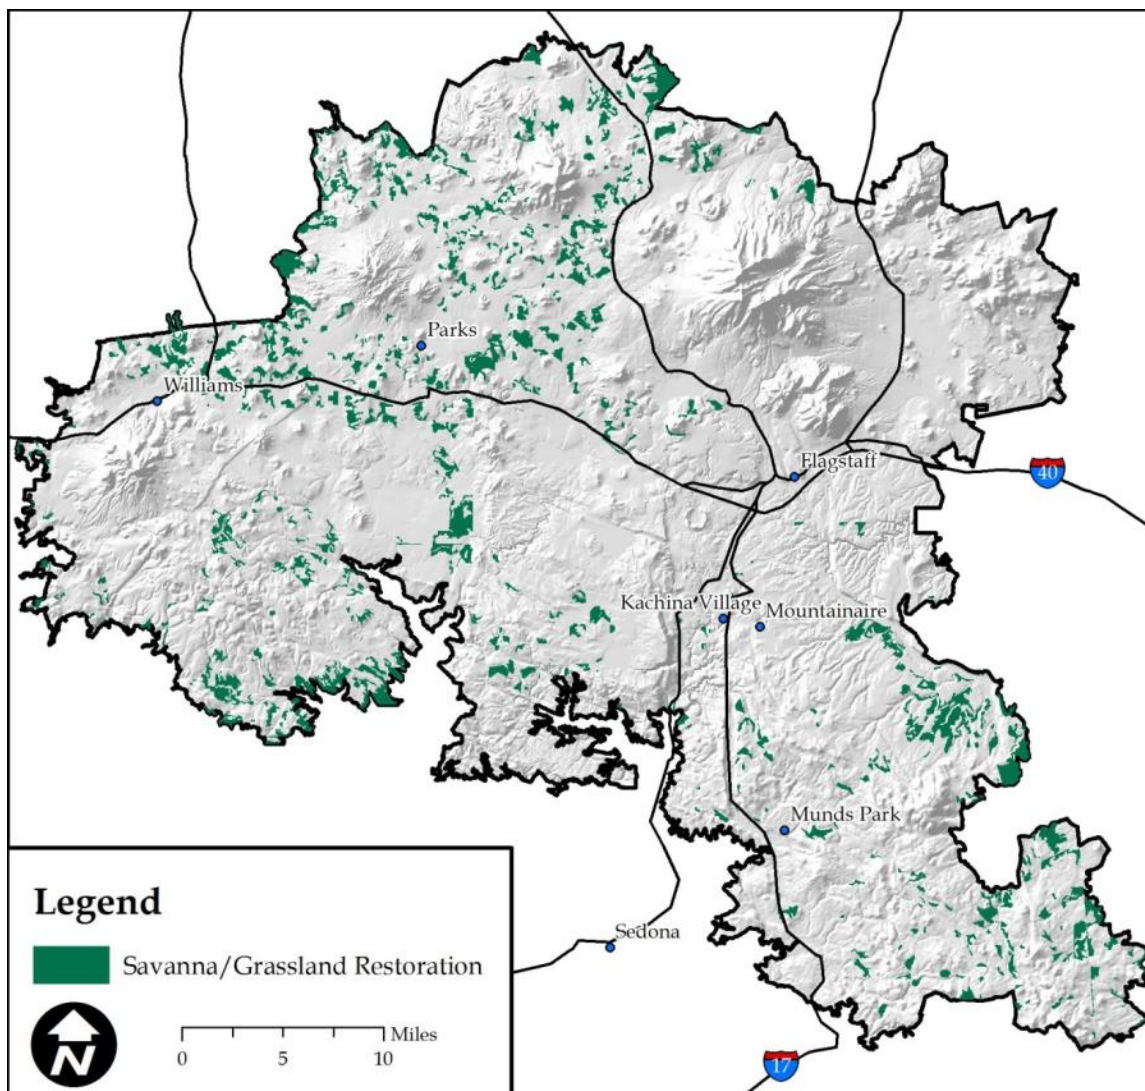 Parks
Williams
Flagstaff
40
Kachina Village
Mountainaire
Munds Park
Sedona
Legend
Savanna/Grassland Restoration
N
Miles
0 5 10
17